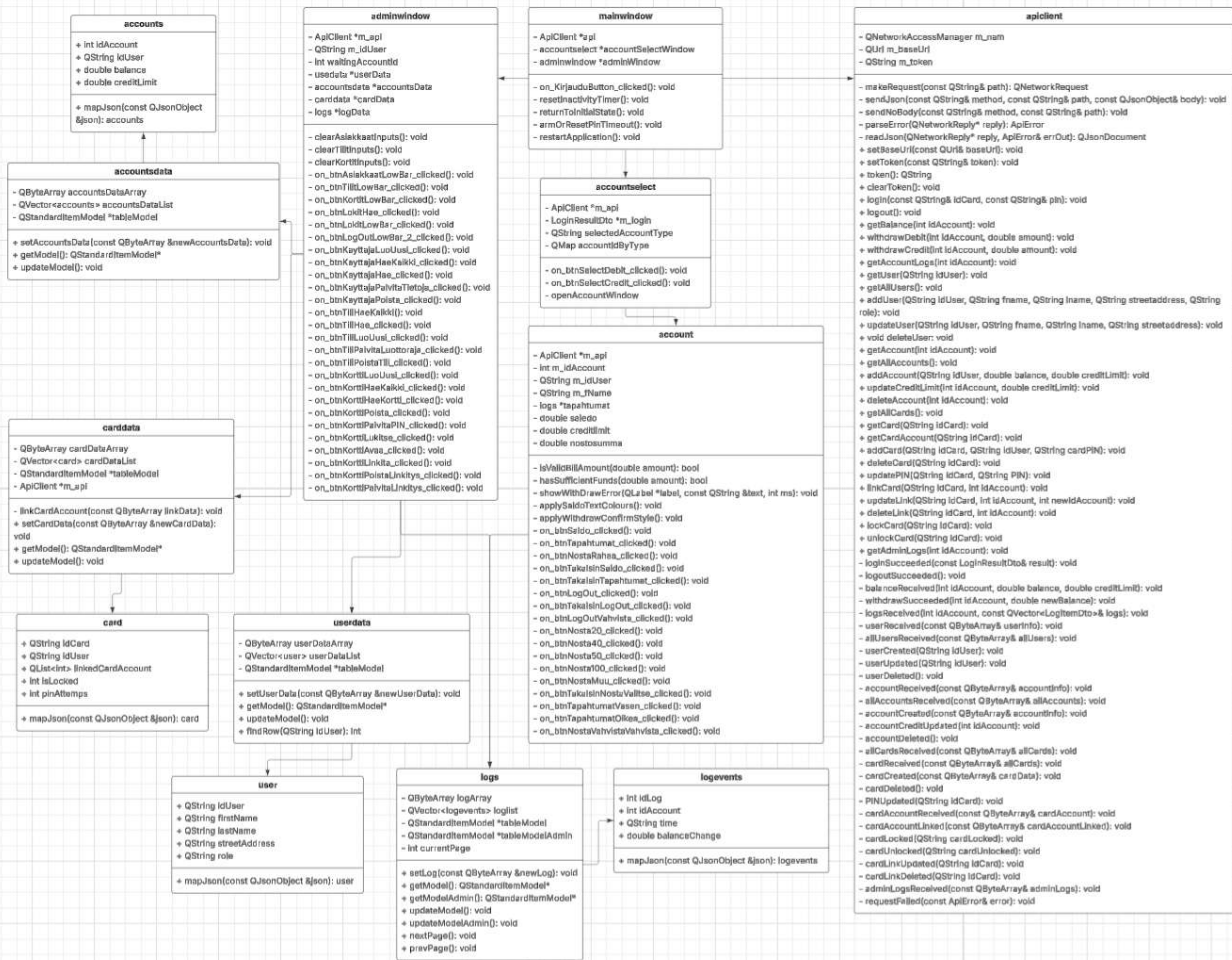 accounts
+ int idAccount
+ QString idUser
+ double balance
+ double creditLimit
+ mapJson(const QJsonObject
&json): accounts
accountsdata
- QByteArray accountsDataArray
- QVector<accounts> accountsDataList
- QStandardItemModel *tableModel
+ setAccountsData(const QByteArray &newAccountsData): void
+ getModel(): QStandardItemModel*
+ updateModel(): void
carddata
- QByteArray cardDataArray
- QVector<card> cardDataList
- QStandardItemModel *tableModel
- ApiClient *m_api
- linkCardAccount(const QByteArray linkData): void
+ setCardData(const QByteArray &newCardData):
void
+ getModel(): QStandardItemModel*
+ updateModel(): void
card
+ QString idCard
+ QString idUser
+ QList<int> linkedCardAccount
+ int isLocked
+ int pinAttemps
+ mapJson(const QJsonObject &json): card
adminwindow
- ApiClient *m_api
- QString m_idUser
- int waitingAccountId
- usedata *userData
- accountsdate *accountsData
- carddata *cardData
- logs *logData
- clearAsiakkaatInputs(): void
- clearTilitInputs(): void
- clearKortitInputs(): void
- on_btnAsiakkaatLowBar_clicked(): void
- on_btnTilitLowBar_clicked(): void
- on_btnKortitLowBar_clicked(): void
- on_btnLokitHae_clicked(): void
- on_btnLokitLowBar_clicked(): void
- on_btnLogOutLowBar_2_clicked(): void
- on_btnKayttajaLuoUusi_clicked(): void
- on_btnKayttajaHaeKaikki_clicked(): void
- on_btnKayttajaHae_clicked(): void
- on_btnKayttajaPaivitaTietoja_clicked(): void
- on_btnKayttajaPoista_clicked(): void
- on_btnTiliHaeKaikki(): void
- on_btnTiliHae_clicked(): void
- on_btnTiliLuoUusi_clicked(): void
- on_btnTiliPaivitaLuottoraja_clicked(): void
- on_btnTiliPoistaTili_clicked(): void
- on_btnKorttiLuoUusi_clicked(): void
- on_btnKorttiHaeKaikki_clicked(): void
- on_btnKorttiHaeKortti_clicked(): void
- on_btnKorttiPoista_clicked(): void
- on_btnKorttiPaivitaPIN_clicked(): void
- on_btnKorttiLukitse_clicked(): void
- on_btnKorttiAvaa_clicked(): void
- on_btnKorttiLinkita_clicked(): void
- on_btnKorttiPoistaLinkitys_clicked(): void
- on_btnKorttiPaivitaLinkitys_clicked(): void
userdata
- QByteArray userDataArray
- QVector<user> userDataList
- QStandardItemModel *tableModel
+ setUserData(const QByteArray &newUserData): void
+ getModel(): QStandardItemModel*
+ updateModel(): void
+ findRow(QString idUser): int
user
+ QString idUser
+ QString firstName
+ QString lastName
+ QString streetAddress
+ QString role
+ mapJson(const QJsonObject &json): user
mainwindow
- ApiClient *api
- accountselect *accountSelectWindow
- adminwindow *adminWindow
- on_KirjauduButton_clicked(): void
- resetInactivityTimer(): void
- returnToInitialState(): void
- armOrResetPinTimeout(): void
- restartApplication(): void
accountselect
- ApiClient *m_api
- LoginResultDto *m_login
- QString selectedAccountType
- QMap accountIdByType
- on_btnSelectDebit_clicked(): void
- on_btnSelectCredit_clicked(): void
- openAccountWindow
account
- ApiClient *m_api
- int m_idAccount
- QString m_idUser
- QString m_fName
- logs *tapahtumat
- double saledo
- double creditlimit
- double nostosumma
- isValidBillAmount(double amount): bool
- hasSufficientFunds(double amount): bool
- showWithDrawError(QLabel *label, const QString &text, int ms): void
- applySaldoTextColours(): void
- applyWithdrawConfirmStyle(): void
- on_btnSaldo_clicked(): void
- on_btnTapahtumat_clicked(): void
- on_btnNostaRahaa_clicked(): void
- on_btnTakaisinSaldo_clicked(): void
- on_btnTakaisinTapahtumat_clicked(): void
- on_btnLogOut_clicked(): void
- on_btnTakaisinLogOut_clicked(): void
- on_btnLogOutVahvista_clicked(): void
- on_btnNosta20_clicked(): void
- on_btnNosta40_clicked(): void
- on_btnNosta50_clicked(): void
- on_btnNosta100_clicked(): void
- on_btnNostaMuu_clicked(): void
- on_btnTakaisinNostaValitse_clicked(): void
- on_btnTapahtumatVasen_clicked(): void
- on_btnTapahtumatOikea_clicked(): void
- on_btnNostaVahvistaVahvista_clicked(): void
logs
- QByteArray logArray
- QVector<logevents> loglist
- QStandardItemModel *tableModel
- QStandardItemModel *tableModelAdmin
- int currentPage
+ setLog(const QByteArray &newLog): void
+ getModel(): QStandardItemModel*
+ getModelAdmin(): QStandardItemModel*
+ updateModel(): void
+ updateModelAdmin(): void
+ nextPage(): void
+ prevPage(): void
logevents
+ int idLog
+ int idAccount
+ QString time
+ double balanceChange
+ mapJson(const QJsonObject &json): logevents
apiclient
- QNetworkAccessManager m_nam
- QUrl m_baseUrl
- QString m_token
- makeRequest(const QString& path): QNetworkRequest
- sendJson(const QString& method, const QString& path, const QJsonObject& body): void
- sendNoBody(const QString& method, const QString& path): void
- parseError(QNetworkReply* reply): ApiError
- readJson(QNetworkReply* reply, ApiError& errOut): QJsonDocument
+ setBaseUrl(const QUrl& baseUrl): void
+ setToken(const QString& token): void
+ token(): QString
+ clearToken(): void
+ login(const QString& idCard, const QString& pin): void
+ logout(): void
+ getBalance(int idAccount): void
+ withdrawDebit(int idAccount, double amount): void
+ withdrawCredit(int idAccount, double amount): void
+ getAccountLogs(int idAccount): void
+ getUser(QString idUser): void
+ getAllUsers(): void
+ addUser(QString idUser, QString fname, QString lname, QString streetaddress, QString
role): void
+ updateUser(QString idUser, QString fname, QString lname, QString streetaddress): void
+ void deleteUser: void
+ getAccount(int idAccount): void
+ getAllAccounts(): void
+ addAccount(QString idUser, double balance, double creditLimit): void
+ updateCreditLimit(int idAccount, double creditLimit): void
+ deleteAccount(int idAccount): void
+ getAllCards(): void
+ getCard(QString idCard): void
+ getCardAccount(QString idCard): void
+ addCard(QString idCard, QString idUser, QString cardPIN): void
+ deleteCard(QString idCard): void
+ updatePIN(QString idCard, QString PIN): void
+ linkCard(QString idCard, int idAccount): void
+ updateLink(QString idCard, int idAccount, int newIdAccount): void
+ deleteLink(QString idCard, int idAccount): void
+ lockCard(QString idCard): void
+ unlockCard(QString idCard): void
+ getAdminLogs(int idAccount): void
- loginSucceeded(const LoginResultDto& result): void
- logoutSucceeded(): void
- balanceReceived(int idAccount, double balance, double creditLimit): void
- withdrawSucceeded(int idAccount, double newBalance): void
- logsReceived(int idAccount, const QVector<LogItemDto>& logs): void
- userReceived(const QByteArray& userInfo): void
- allUsersReceived(const QByteArray& allUsers): void
- userCreated(QString idUser): void
- userUpdated(QString idUser): void
- userDeleted(): void
- accountReceived(const QByteArray& accountInfo): void
- allAccountsReceived(const QByteArray& allAccounts): void
- accountCreated(const QByteArray& accountInfo): void
- accountCreditUpdated(int idAccount): void
- accountDeleted(): void
- allCardsReceived(const QByteArray& allCards): void
- cardReceived(const QByteArray& allCards): void
- cardCreated(const QByteArray& cardData): void
- cardDeleted(): void
- PINUpdated(QString idCard): void
- cardAccountReceived(const QByteArray& cardAccount): void
- cardAccountLinked(const QByteArray& cardAccountLinked): void
- cardLocked(QString cardLocked): void
- cardUnlocked(QString cardUnlocked): void
- cardLinkUpdated(QString idCard): void
- cardLinkDeleted(QString idCard): void
- adminLogsReceived(QByteArray& adminLogs): void
- requestFailed(const ApiError& error): void